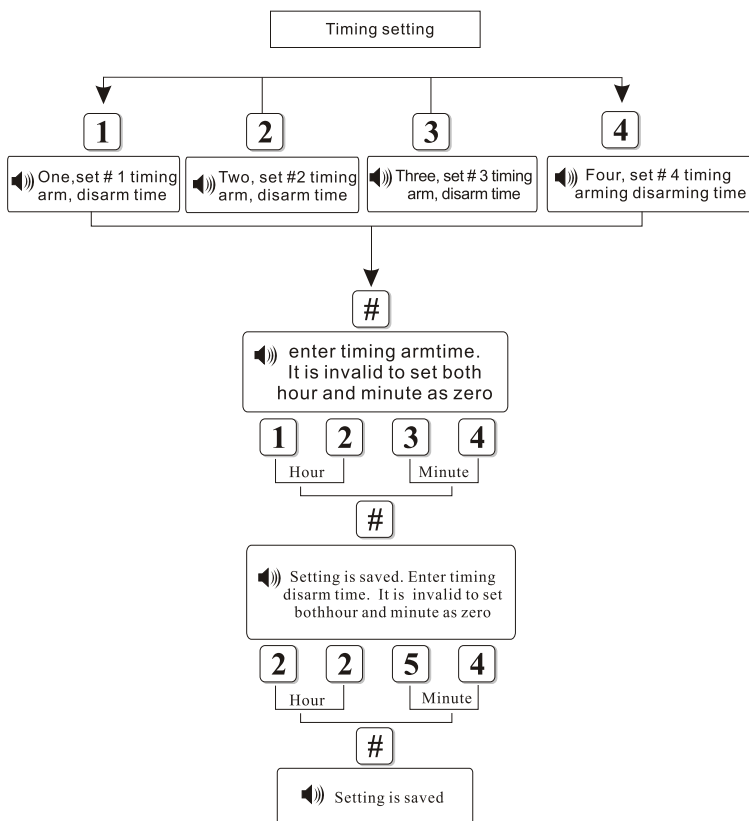 Timing setting
1 2 3 4
One,set # 1 timing
arm, disarm time
Two, set #2 timing
arm, disarm time
Three, set #3 timing
arm, disarm time
Four, set # 4 timing
arming disarming time
#
enter timing armtime.
It is invalid to set both
hour and minute as zero
1 2 3 4
Hour Minute
#
Setting is saved. Enter timing
disarm time. It is invalid to set
bothhour and minute as zero
2 2 5 4
Hour Minute
#
Setting is saved